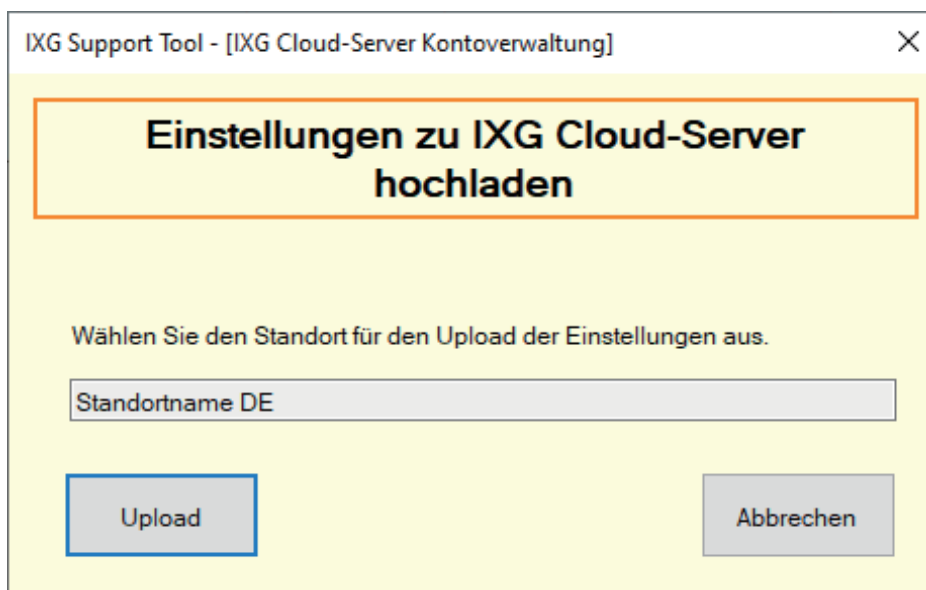 IXG Support Tool - [IXG Cloud-Server Kontoverwaltung]
Einstellungen zu IXG Cloud-Server
hochladen
Wählen Sie den Standort für den Upload der Einstellungen aus.
Standortname DE
Upload
Abbrechen